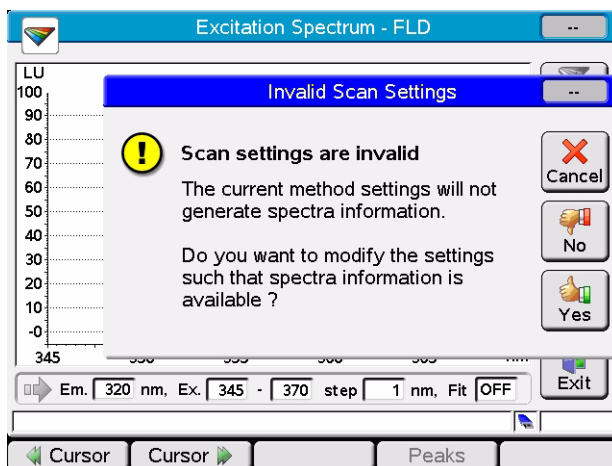 Excitation Spectrum - FLD
--
LU
100
90
80
70
60
50
40
30
20
10
-0
345
Invalid Scan Settings
--
Scan settings are invalid
The current method settings will not
generate spectra information.
Do you want to modify the settings
such that spectra information is
available ?
Cancel
No
Yes
Exit
Em. 320 nm, Ex. 345 - 370 step 1 nm, Fit OFF
Cursor
Cursor
Peaks